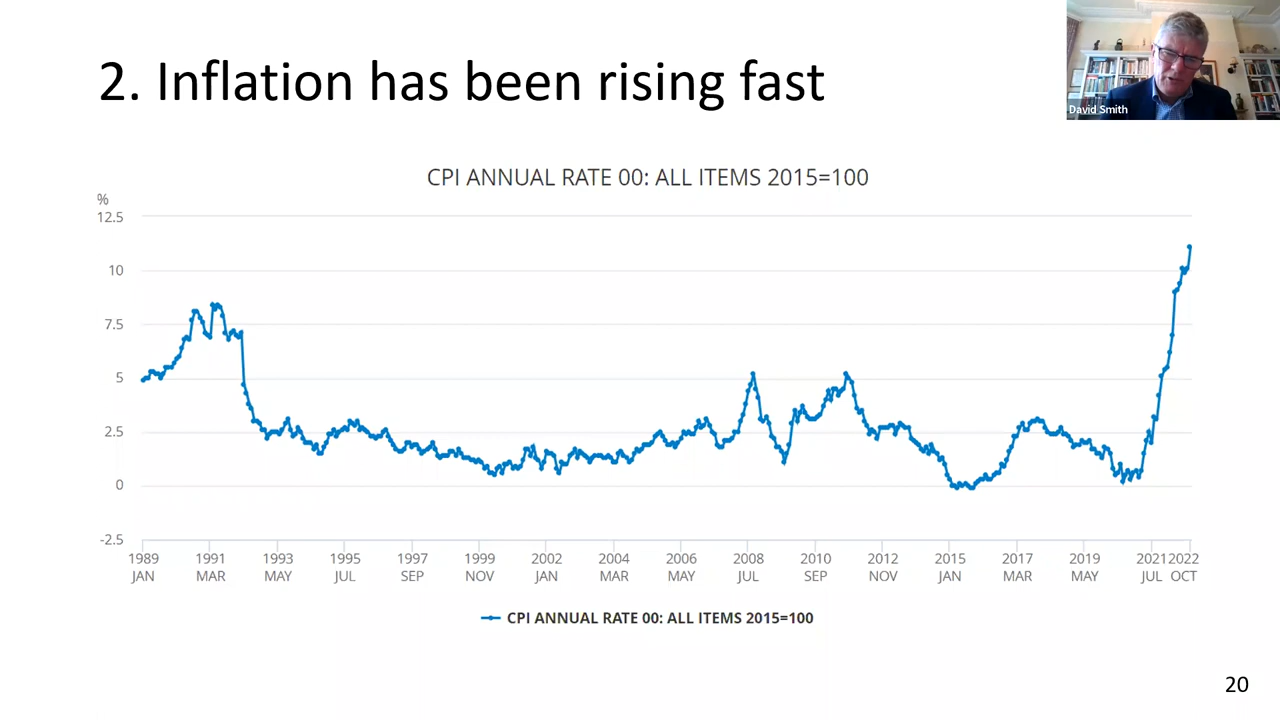 2. Inflation has been rising fast
David Smith
CPI ANNUAL RATE 00: ALL ITEMS 2015=100
%
12.5
10
7.5
5
2.5
0
-2.5
1989 1991 1993 1995 1997 1999 2002 2004 2006 2008 2010 2012 2015 2017 2019 2021 2022
JAN MAR MAY JUL SEP NOV JAN MAR MAY JUL SEP NOV JAN MAR MAY JUL OCT
CPI ANNUAL RATE 00: ALL ITEMS 2015=100
20